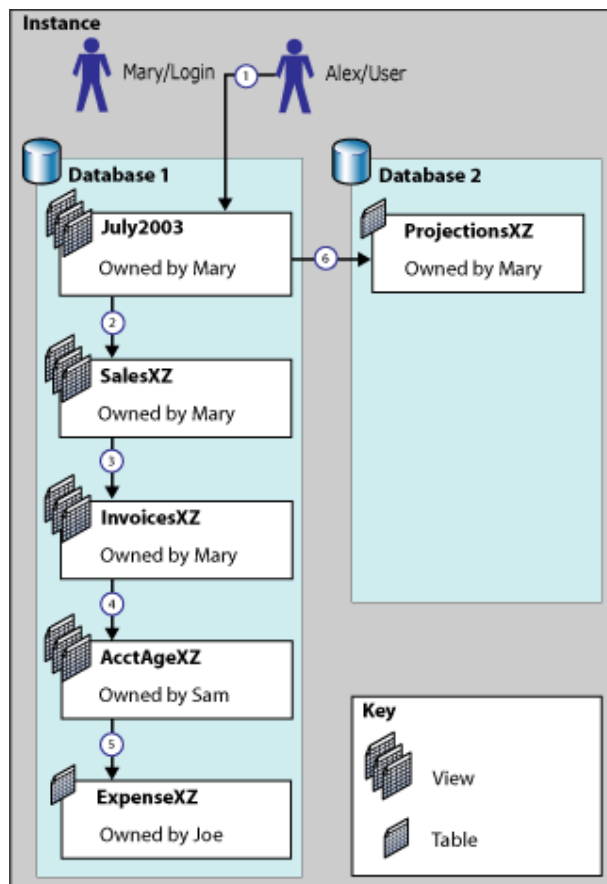 Instance
Mary/Login
1
Alex/User
Database 1
Database 2
July2003
Owned by Mary
6
ProjectionsXZ
Owned by Mary
2
SalesXZ
Owned by Mary
3
InvoicesXZ
Owned by Mary
4
AcctAgeXZ
Owned by Sam
5
ExpenseXZ
Owned by Joe
Key
View
Table